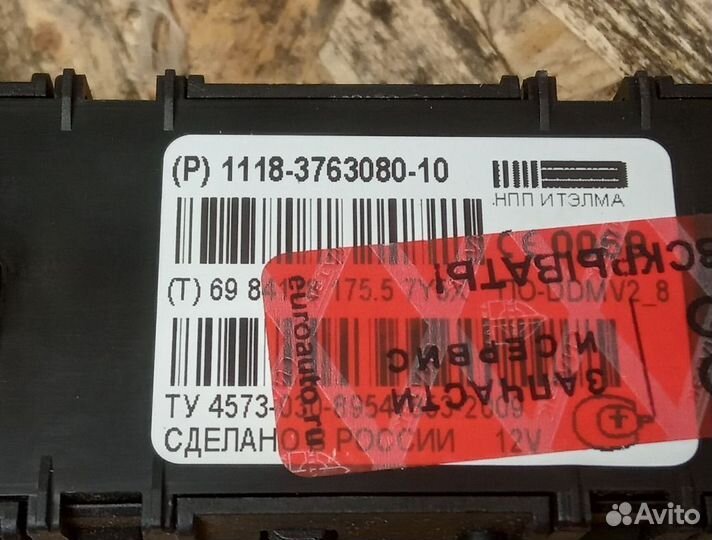 (P) 1118-3763080-10
НПП ИТЭЛМА
(T) 69 175.5 DDMV2_8
ВСКРЫВАТЬ!
euroauto.ru
ЗАПЧАСТИ
И СЕРВИС
ТУ 4573- -2009
СДЕЛАНО В РОССИИ 12V
Avito